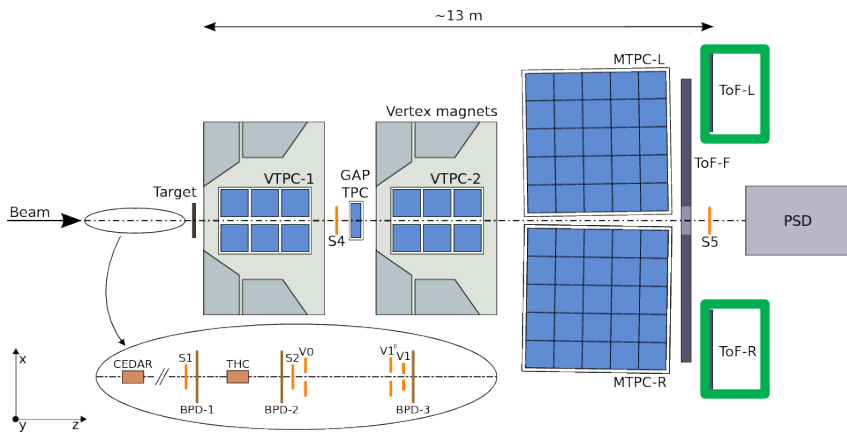 ~13 m
MTPC-L
ToF-L
Vertex magnets
ToF-F
VTPC-1
GAP
TPC
VTPC-2
Target
Beam
S4
S5
PSD
ToF-R
MTPC-R
x
y
z
CEDAR
S1
THC
S2
V0
V1ᵖ
V1
BPD-1
BPD-2
BPD-3